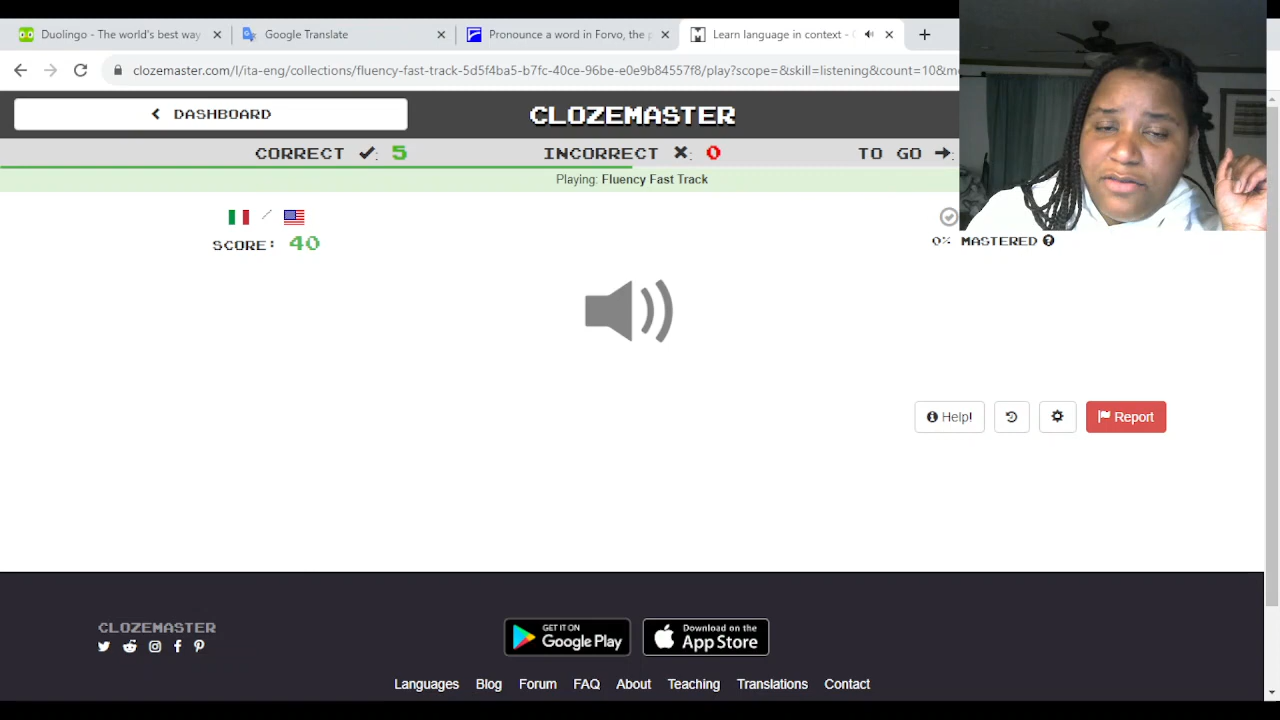 Duolingo - The world's best way
Google Translate
Pronounce a word in Forvo, the p
Learn language in context - 
clozemaster.com/l/ita-eng/collections/fluency-fast-track-5d5f4ba5-b7fc-40ce-96be-e0e9b84557f8/play?scope=&skill=listening&count=10&m
DASHBOARD
CLOZEMASTER
CORRECT : 5
INCORRECT : 0
TO GO :
Playing: Fluency Fast Track
SCORE: 40
0% MASTERED
Help!
Report
CLOZEMASTER
GET IT ON
Google Play
Download on the
App Store
Languages Blog Forum FAQ About Teaching Translations Contact